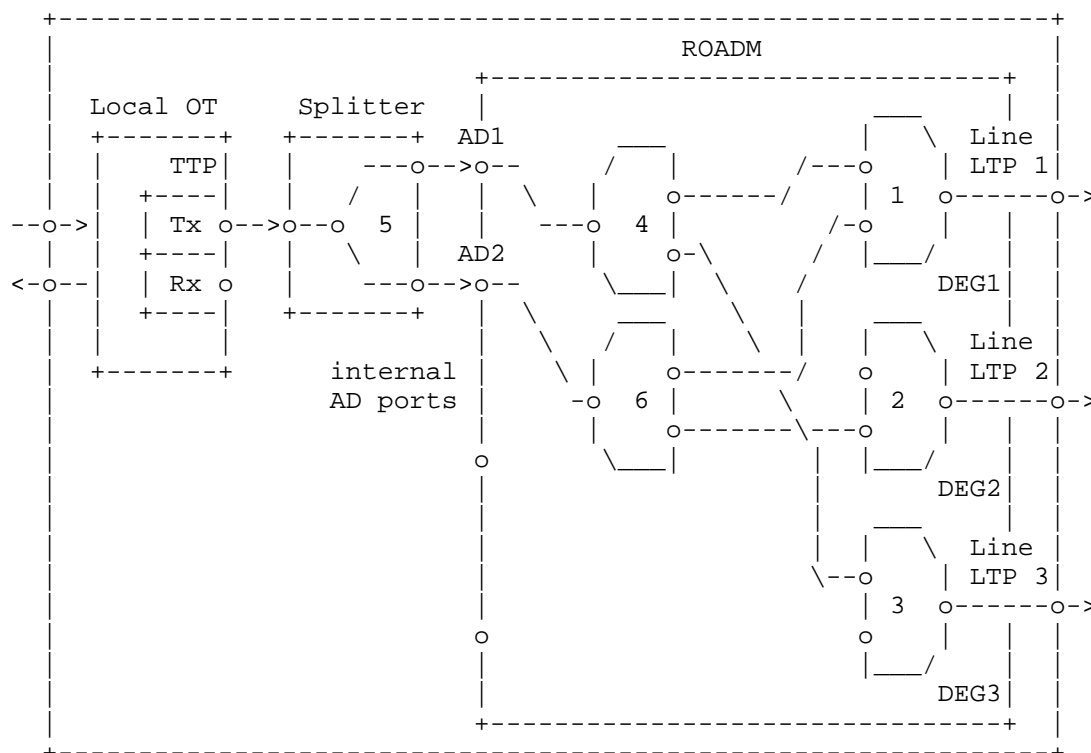 ROADM
Local OT Splitter
AD1 Line
TTP LTP 1
1
Tx 5 4
AD2
Rx DEG1
Line
internal LTP 2
AD ports 6 2
DEG2
Line
LTP 3
3
DEG3